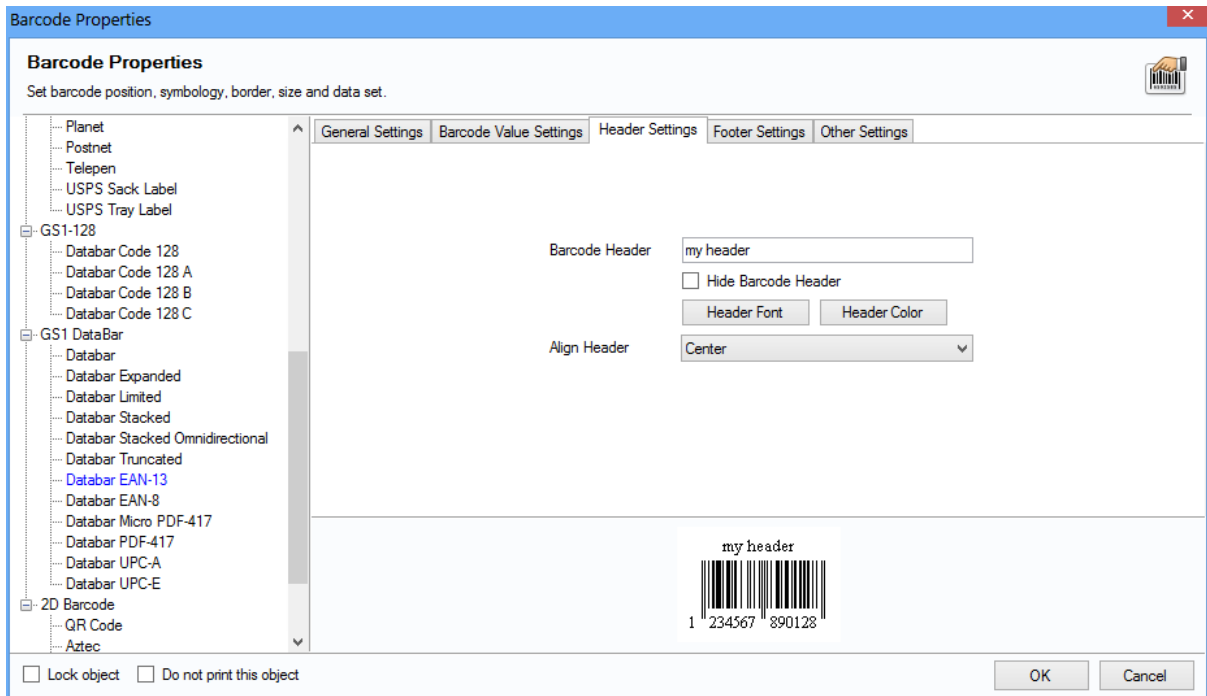 Barcode Properties
Barcode Properties
Set barcode position, symbology, border, size and data set.
Planet
Postnet
Telepen
USPS Sack Label
USPS Tray Label
GS1-128
Databar Code 128
Databar Code 128 A
Databar Code 128 B
Databar Code 128 C
GS1 DataBar
Databar
Databar Expanded
Databar Limited
Databar Stacked
Databar Stacked Omnidirectional
Databar Truncated
Databar EAN-13
Databar EAN-8
Databar Micro PDF-417
Databar PDF-417
Databar UPC-A
Databar UPC-E
2D Barcode
QR Code
Aztec
General Settings Barcode Value Settings Header Settings Footer Settings Other Settings
Barcode Header my header
Hide Barcode Header
Header Font Header Color
Align Header Center
my header
1 234567 890128
Lock object Do not print this object OK Cancel